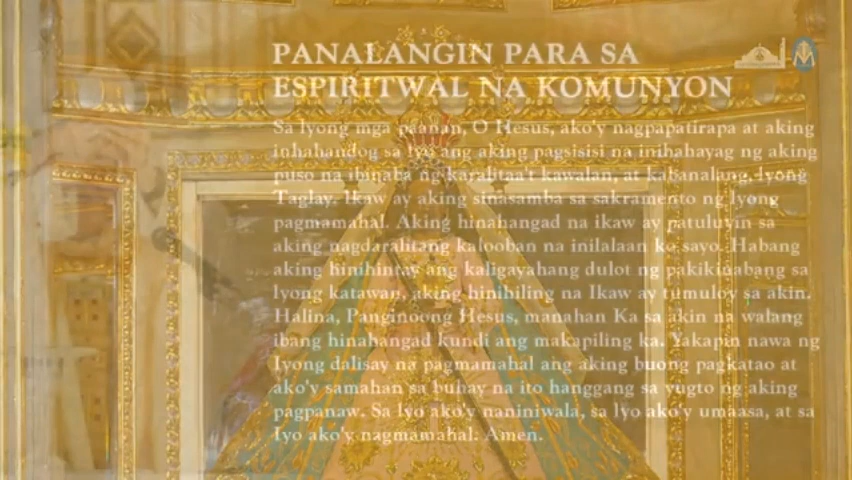 PANALANGIN PARA SA
ESPIRITWAL NA KOMUNYON
Sa Iyong mga paanan, O Hesus, ako'y nagpapatirapa at aking
inihahandog sa Iyo ang aking pagsisisi na inihahayag ng aking
puso na ibinaba ng karalitaa't kawalan, at kabanalang Iyong
Taglay. Ikaw ay aking sinasamba sa sakramento ng Iyong
pagmamahal. Aking hinahangad na ikaw ay patuluyin sa
aking nagdaralitang kalooban na inilalaan ko sayo. Habang
aking hinihintay ang kaligayahang dulot ng pakikinabang sa
Iyong katawan, aking hinihiling na Ikaw ay tumuloy sa akin.
Halina, Panginoong Hesus, manahan Ka sa akin na walang
ibang hinahangad kundi ang makapiling ka. Yakapin nawa ng
Iyong dalisay na pagmamahal ang aking buong pagkatao at
ako'y samahan sa buhay na ito hanggang sa yugto ng aking
pagpanaw. Sa Iyo ako'y naniniwala, sa Iyo ako'y umaasa, at sa
Iyo ako'y nagmamahal. Amen.